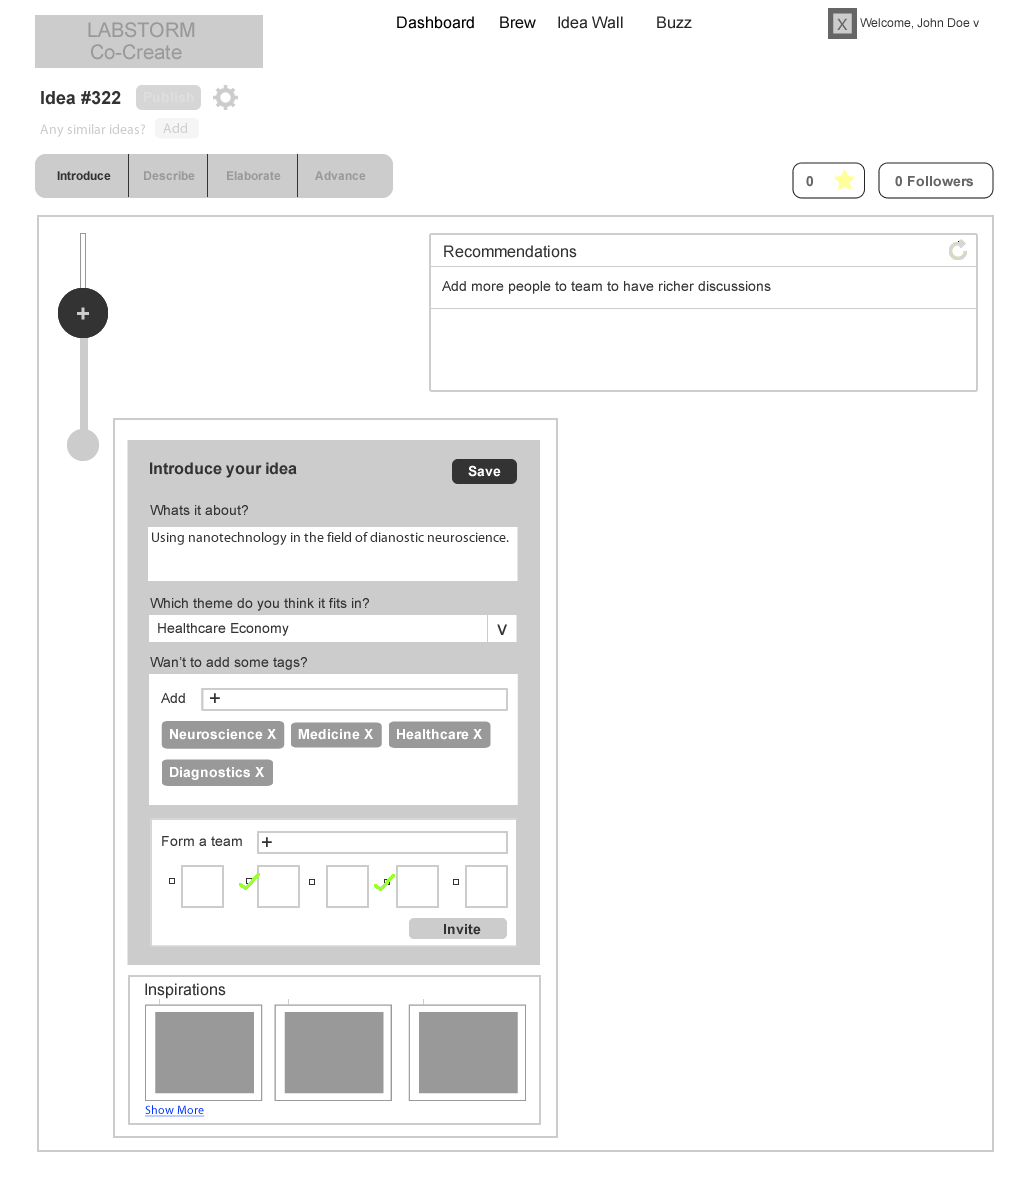 LABSTORM
Co-Create
Dashboard Brew Idea Wall Buzz
X Welcome, John Doe v
Idea #322 Publish
Any similar ideas? Add
Introduce Describe Elaborate Advance
0 0 Followers
Recommendations
Add more people to team to have richer discussions
+
Introduce your idea Save
Whats it about?
Using nanotechnology in the field of dianostic neuroscience.
Which theme do you think it fits in?
Healthcare Economy V
Wan't to add some tags?
Add +
Neuroscience X Medicine X Healthcare X
Diagnostics X
Form a team +
Invite
Inspirations
Show More